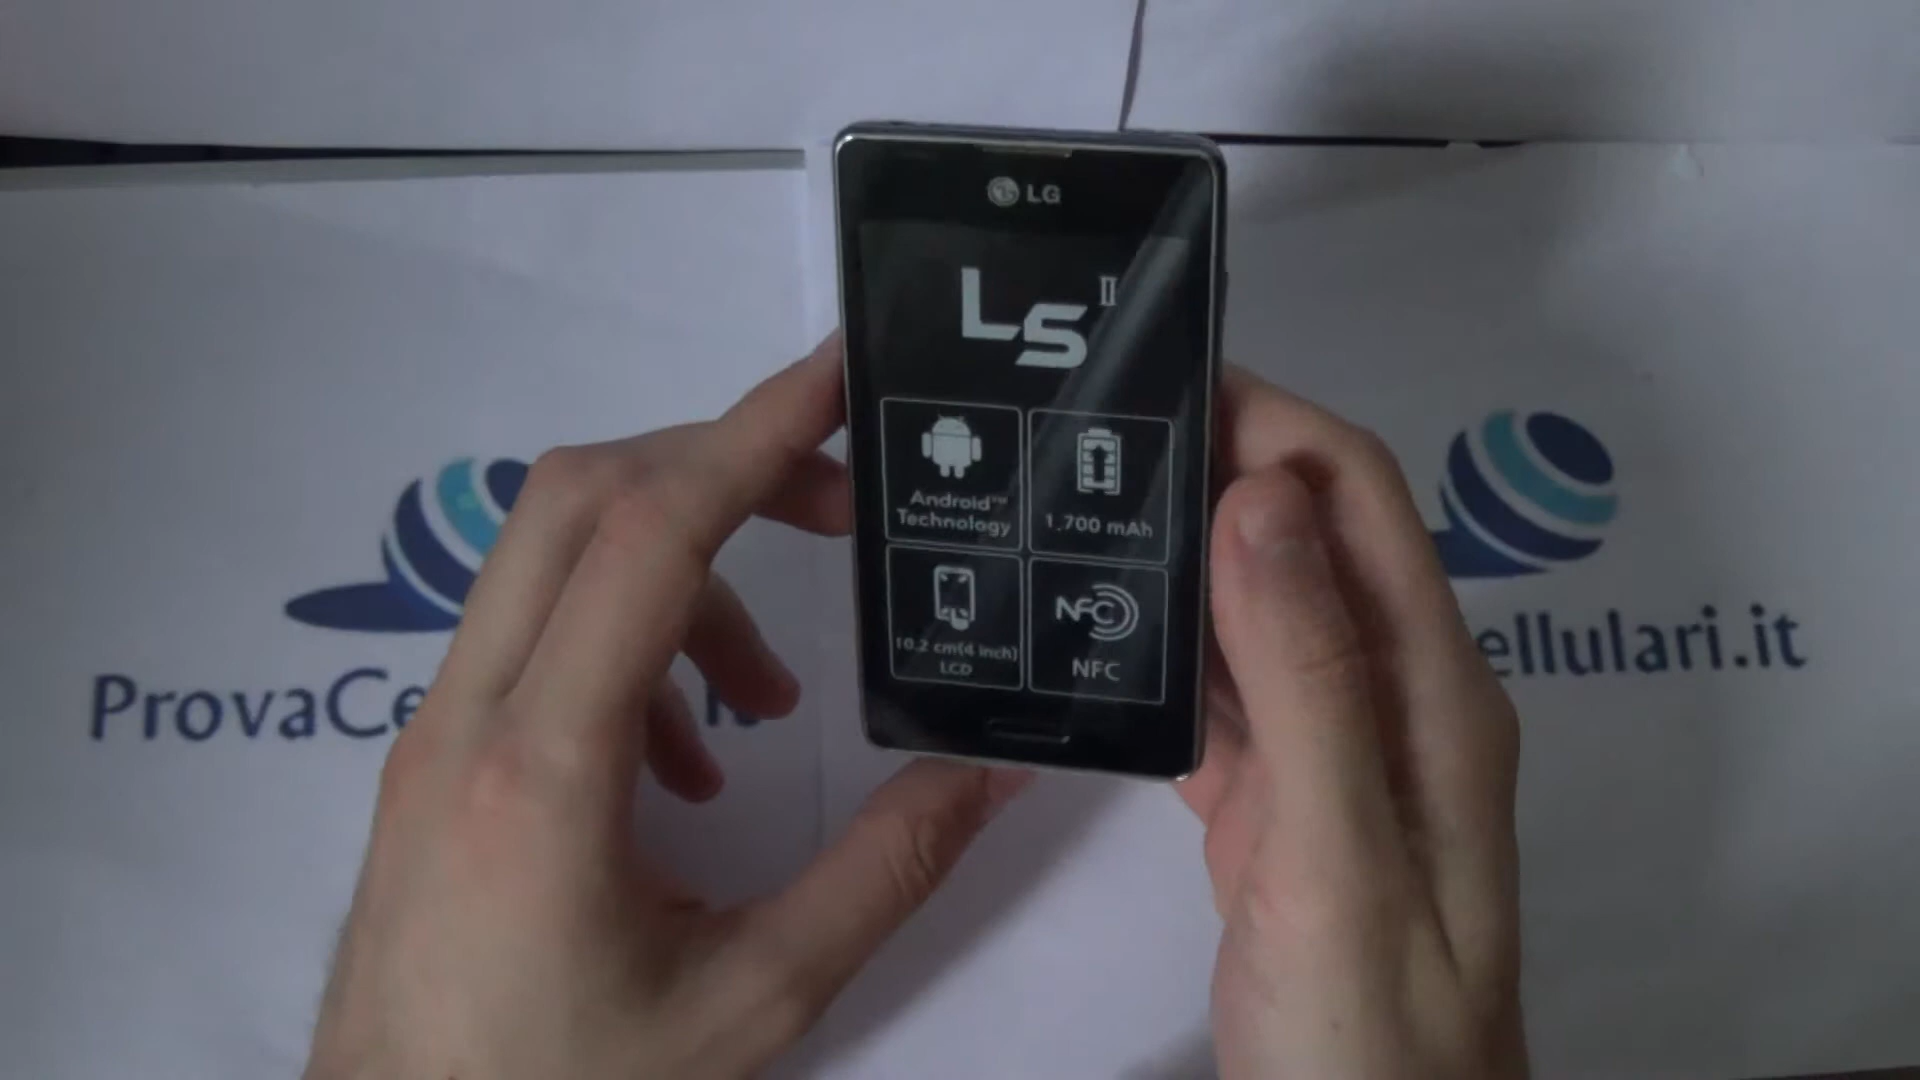 LG
L5 II
Android™
Technology
1,700 mAh
10.2 cm(4 inch)
LCD
NFC
NFC
ProvaCe
ellulari.it